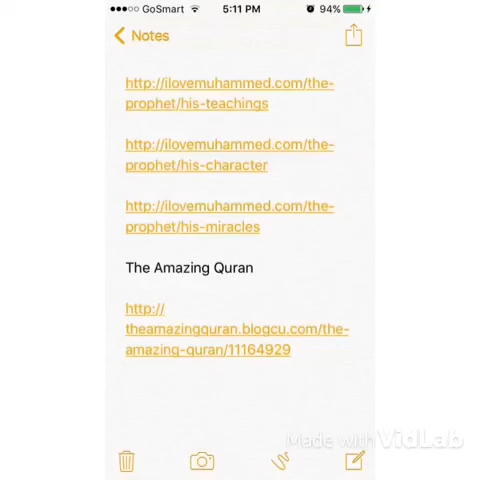 GoSmart 5:11 PM 94%
Notes
http://ilovemuhammed.com/the-
prophet/his-teachings
http://ilovemuhammed.com/the-
prophet/his-character
http://ilovemuhammed.com/the-
prophet/his-miracles
The Amazing Quran
http://
theamazingquran.blogcu.com/the-
amazing-quran/11164929
Made with VidLab